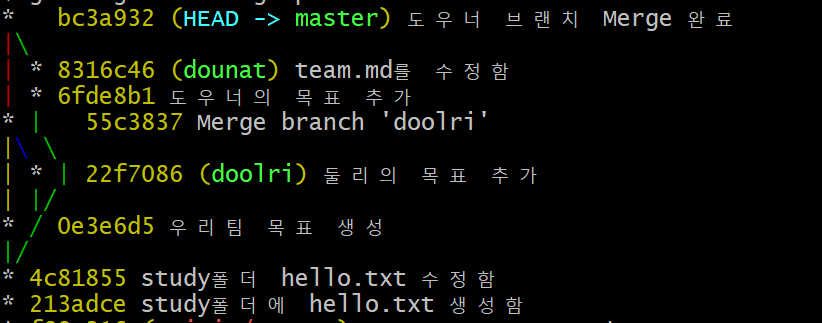 * bc3a932 (HEAD -> master) 도우너 브랜치 Merge 완료
|\
| * 8316c46 (dounat) team.md를 수정함
| * 6fde8b1 도우너의 목표 추가
* | 55c3837 Merge branch 'doolri'
|\ \
| * | 22f7086 (doolri) 둘리의 목표 추가
| |/
* / 0e3e6d5 우리팀 목표 생성
|/
* 4c81855 study폴더 hello.txt 수정함
* 213adce study폴더에 hello.txt 생성함